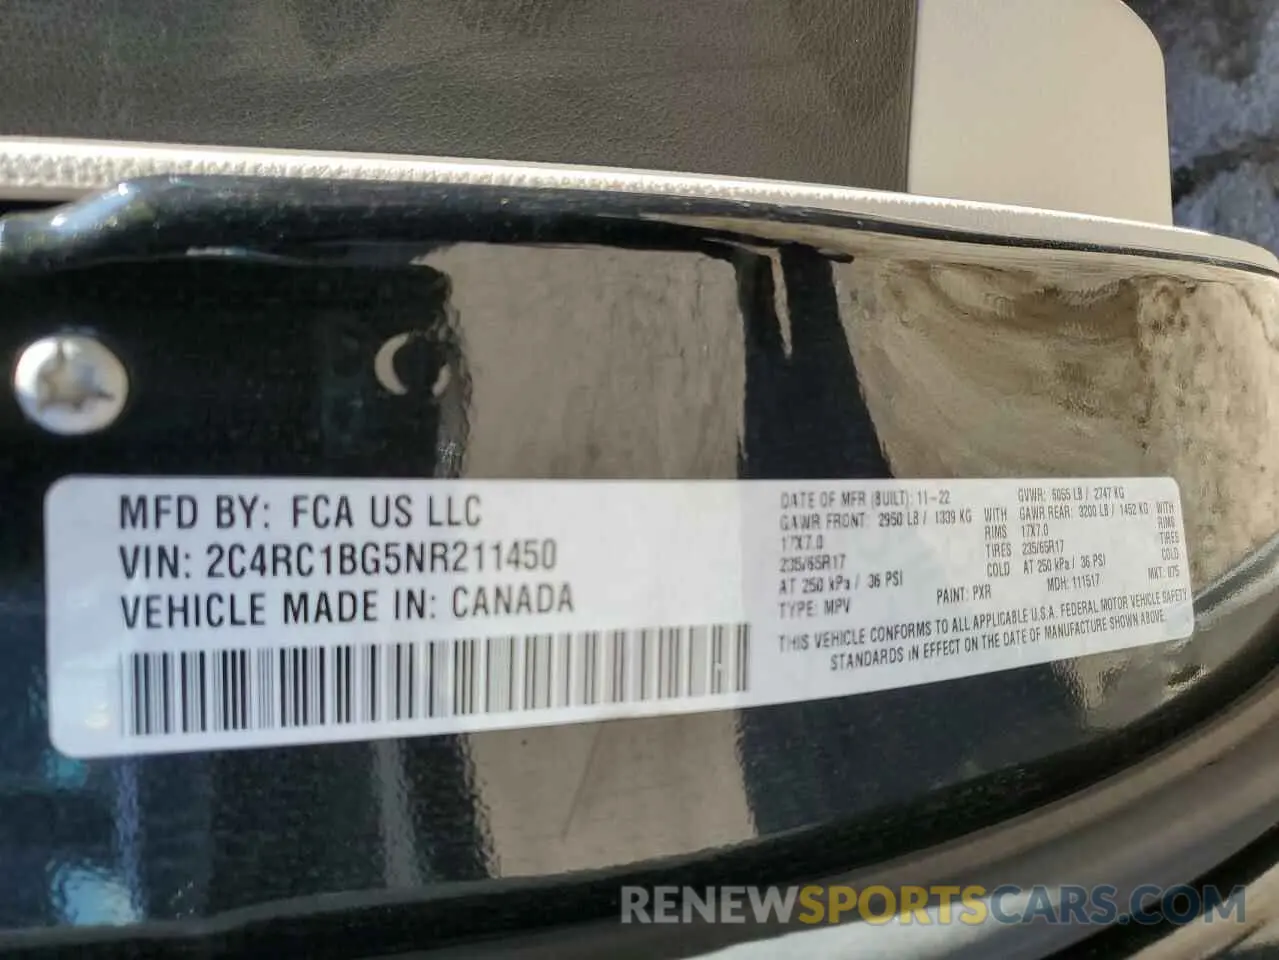 MFD BY: FCA US LLC
VIN: 2C4RC1BG5NR211450
VEHICLE MADE IN: CANADA
DATE OF MFR (BUILT): 11-22 GVWR: 6055 LB / 2747 KG
GAWR FRONT: 2950 LB / 1339 KG WITH GAWR REAR: 3200 LB / 1452 KG WITH
17X7.0 RIMS 17X7.0 RIMS
235/65R17 TIRES 235/65R17 TIRES
AT 250 kPa / 36 PSI COLD AT 250 kPa / 36 PSI COLD
TYPE: MPV PAINT: PXR MDH: 111517 MKT: 875
THIS VEHICLE CONFORMS TO ALL APPLICABLE U.S.A. FEDERAL MOTOR VEHICLE SAFETY
STANDARDS IN EFFECT ON THE DATE OF MANUFACTURE SHOWN ABOVE.
RENEWSPORTSCARS.COM